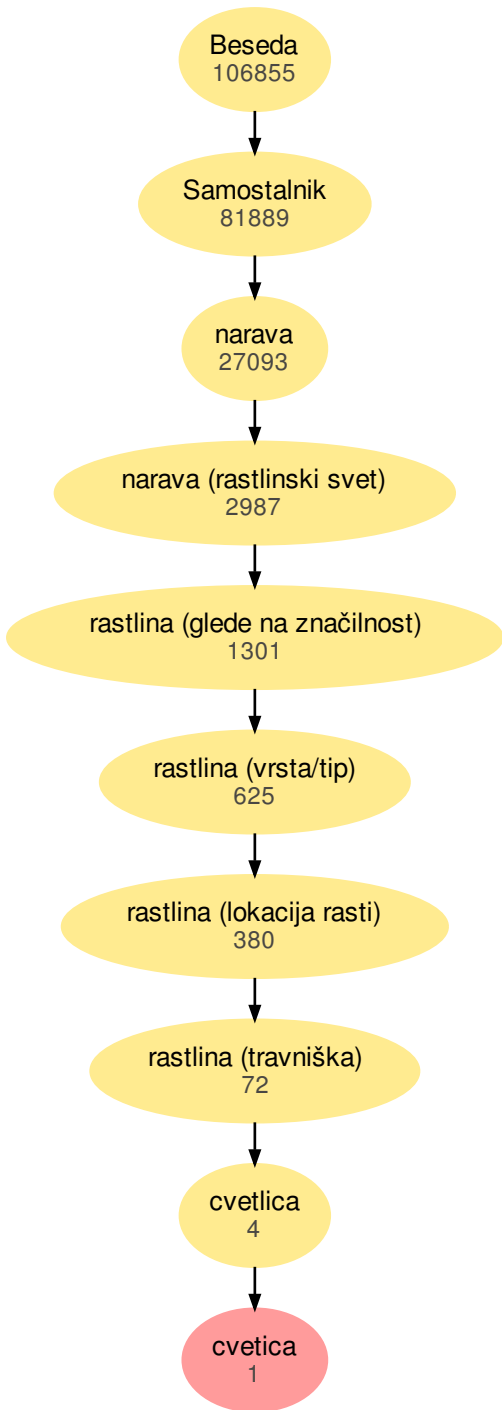 Beseda
106855
Samostalnik
81889
narava
27093
narava (rastlinski svet)
2987
rastlina (glede na značilnost)
1301
rastlina (vrsta/tip)
625
rastlina (lokacija rasti)
380
rastlina (travniška)
72
cvetlica
4
cvetica
1